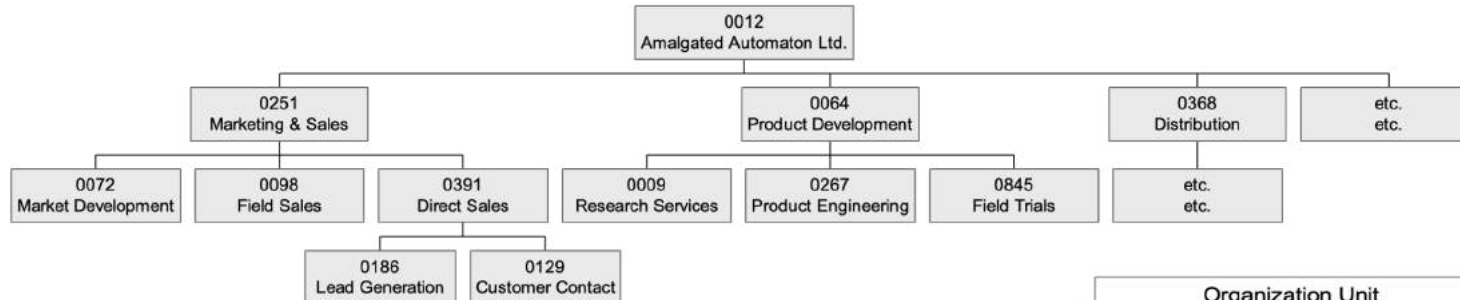 0012
Amalgated Automaton Ltd.
0251
Marketing & Sales
0064
Product Development
0368
Distribution
etc.
etc.
0072
Market Development
0098
Field Sales
0391
Direct Sales
0009
Research Services
0267
Product Engineering
0845
Field Trials
etc.
etc.
0186
Lead Generation
0129
Customer Contact
Organization Unit